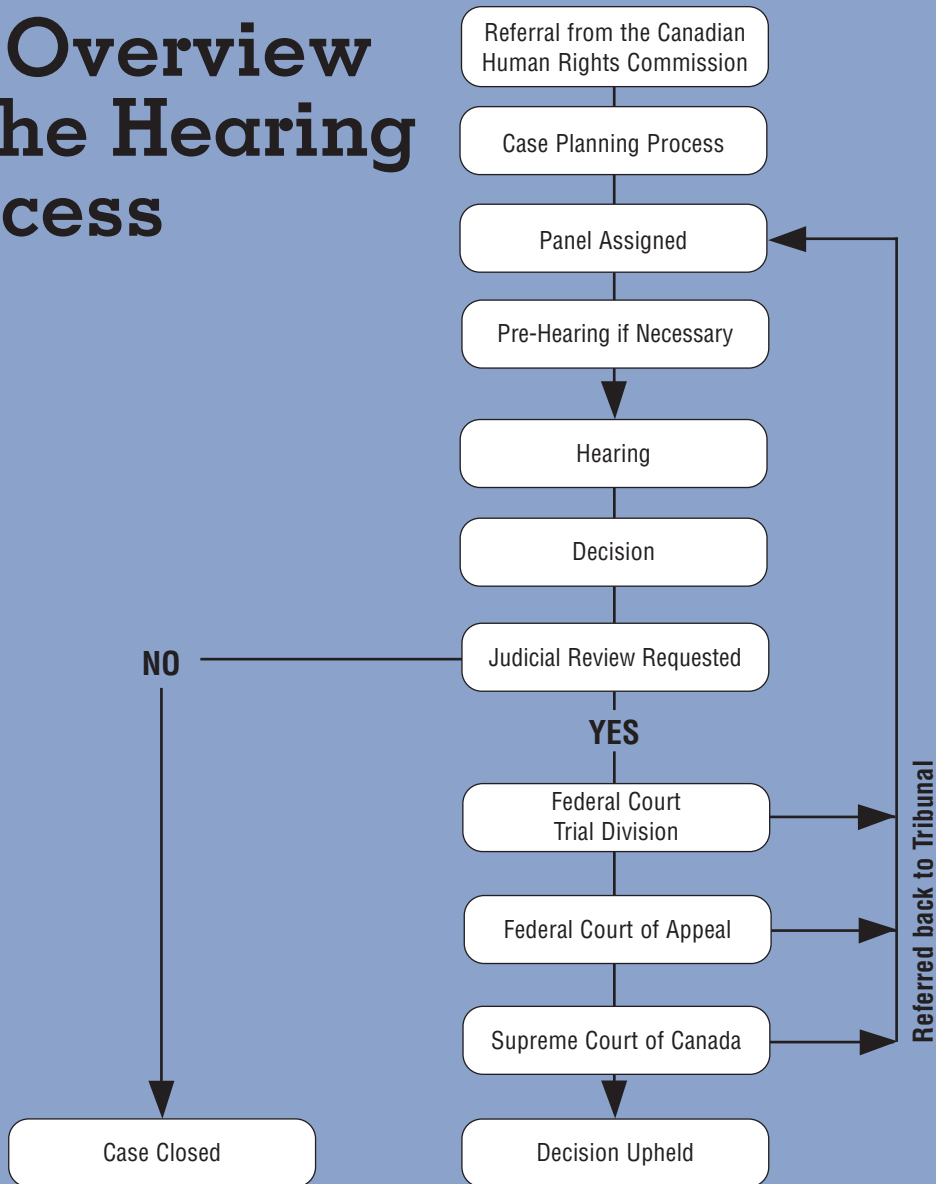 Overview
he Hearing
cess
Referral from the Canadian
Human Rights Commission
Case Planning Process
Panel Assigned
Pre-Hearing if Necessary
Hearing
Decision
Judicial Review Requested
NO
YES
Federal Court
Trial Division
Federal Court of Appeal
Supreme Court of Canada
Referred back to Tribunal
Case Closed
Decision Upheld